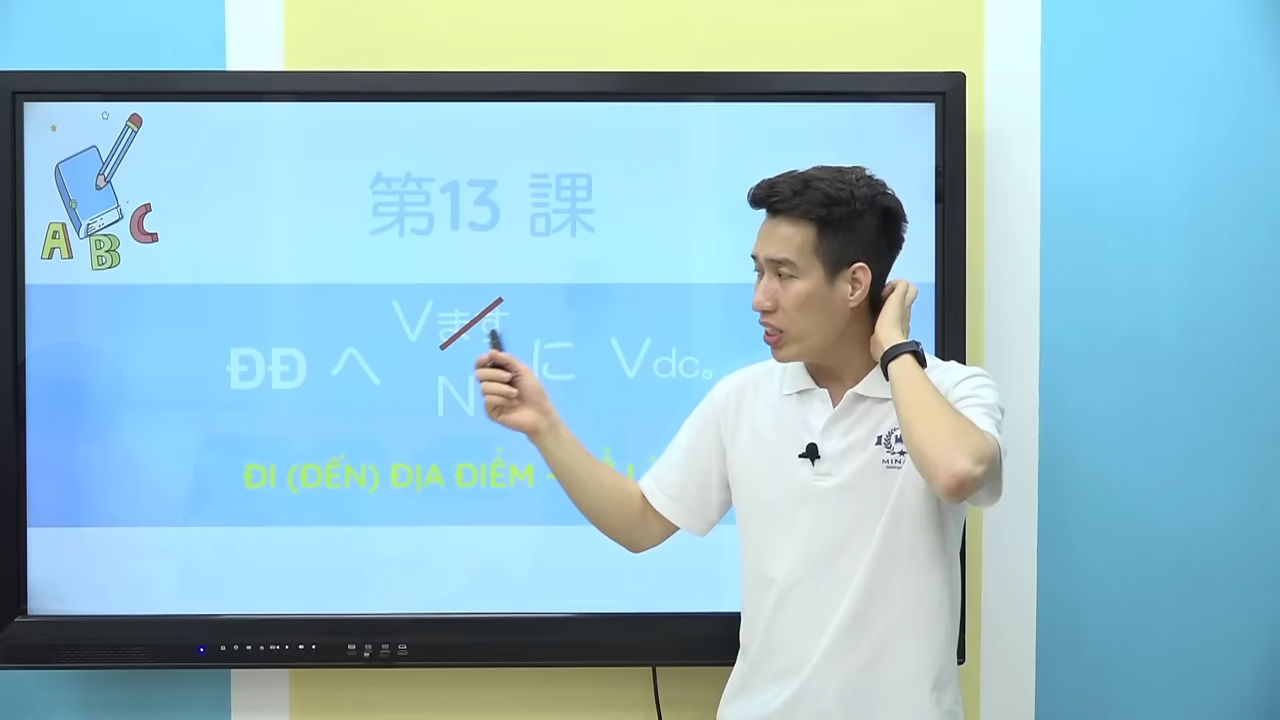 第13 課
A B C
Vます
ĐĐ へ に Vdc。
N
ĐI (ĐẾN) ĐỊA ĐIỂM -